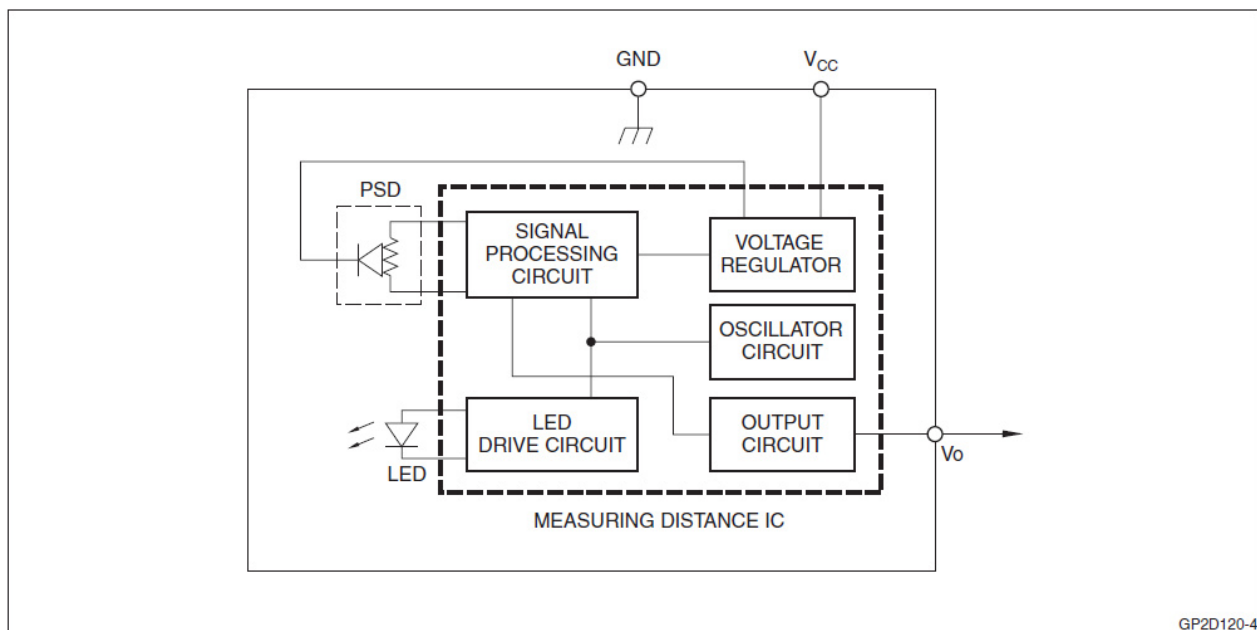 GND
VCC
PSD
SIGNAL
PROCESSING
CIRCUIT
VOLTAGE
REGULATOR
OSCILLATOR
CIRCUIT
LED
DRIVE CIRCUIT
OUTPUT
CIRCUIT
LED
Vo
MEASURING DISTANCE IC
GP2D120-4